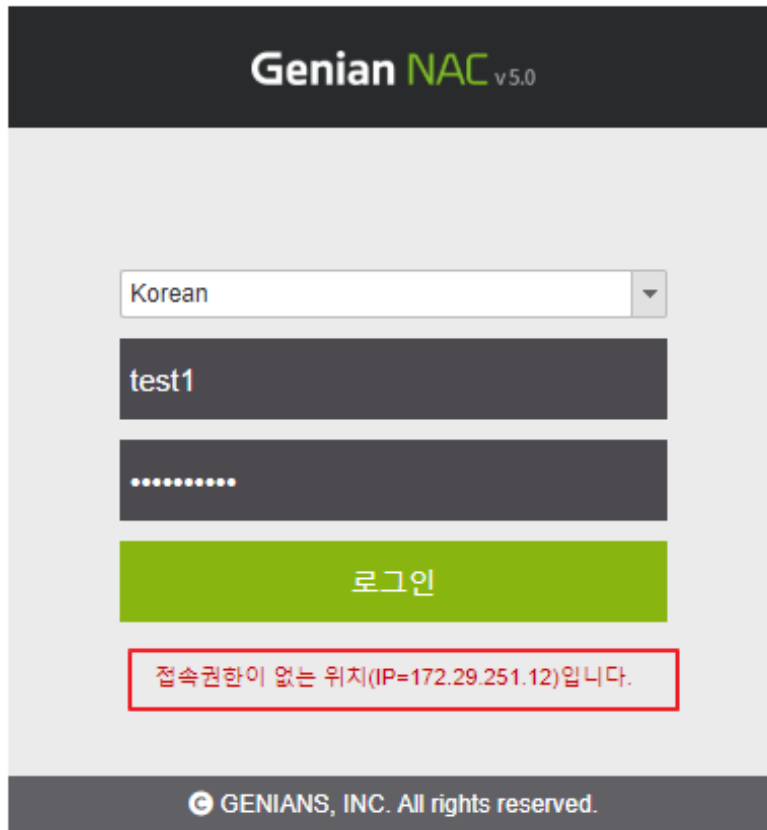 Genian NAC v 5.0
Korean
test1
••••••••••
로그인
접속권한이 없는 위치(IP=172.29.251.12)입니다.
© GENIANS, INC. All rights reserved.